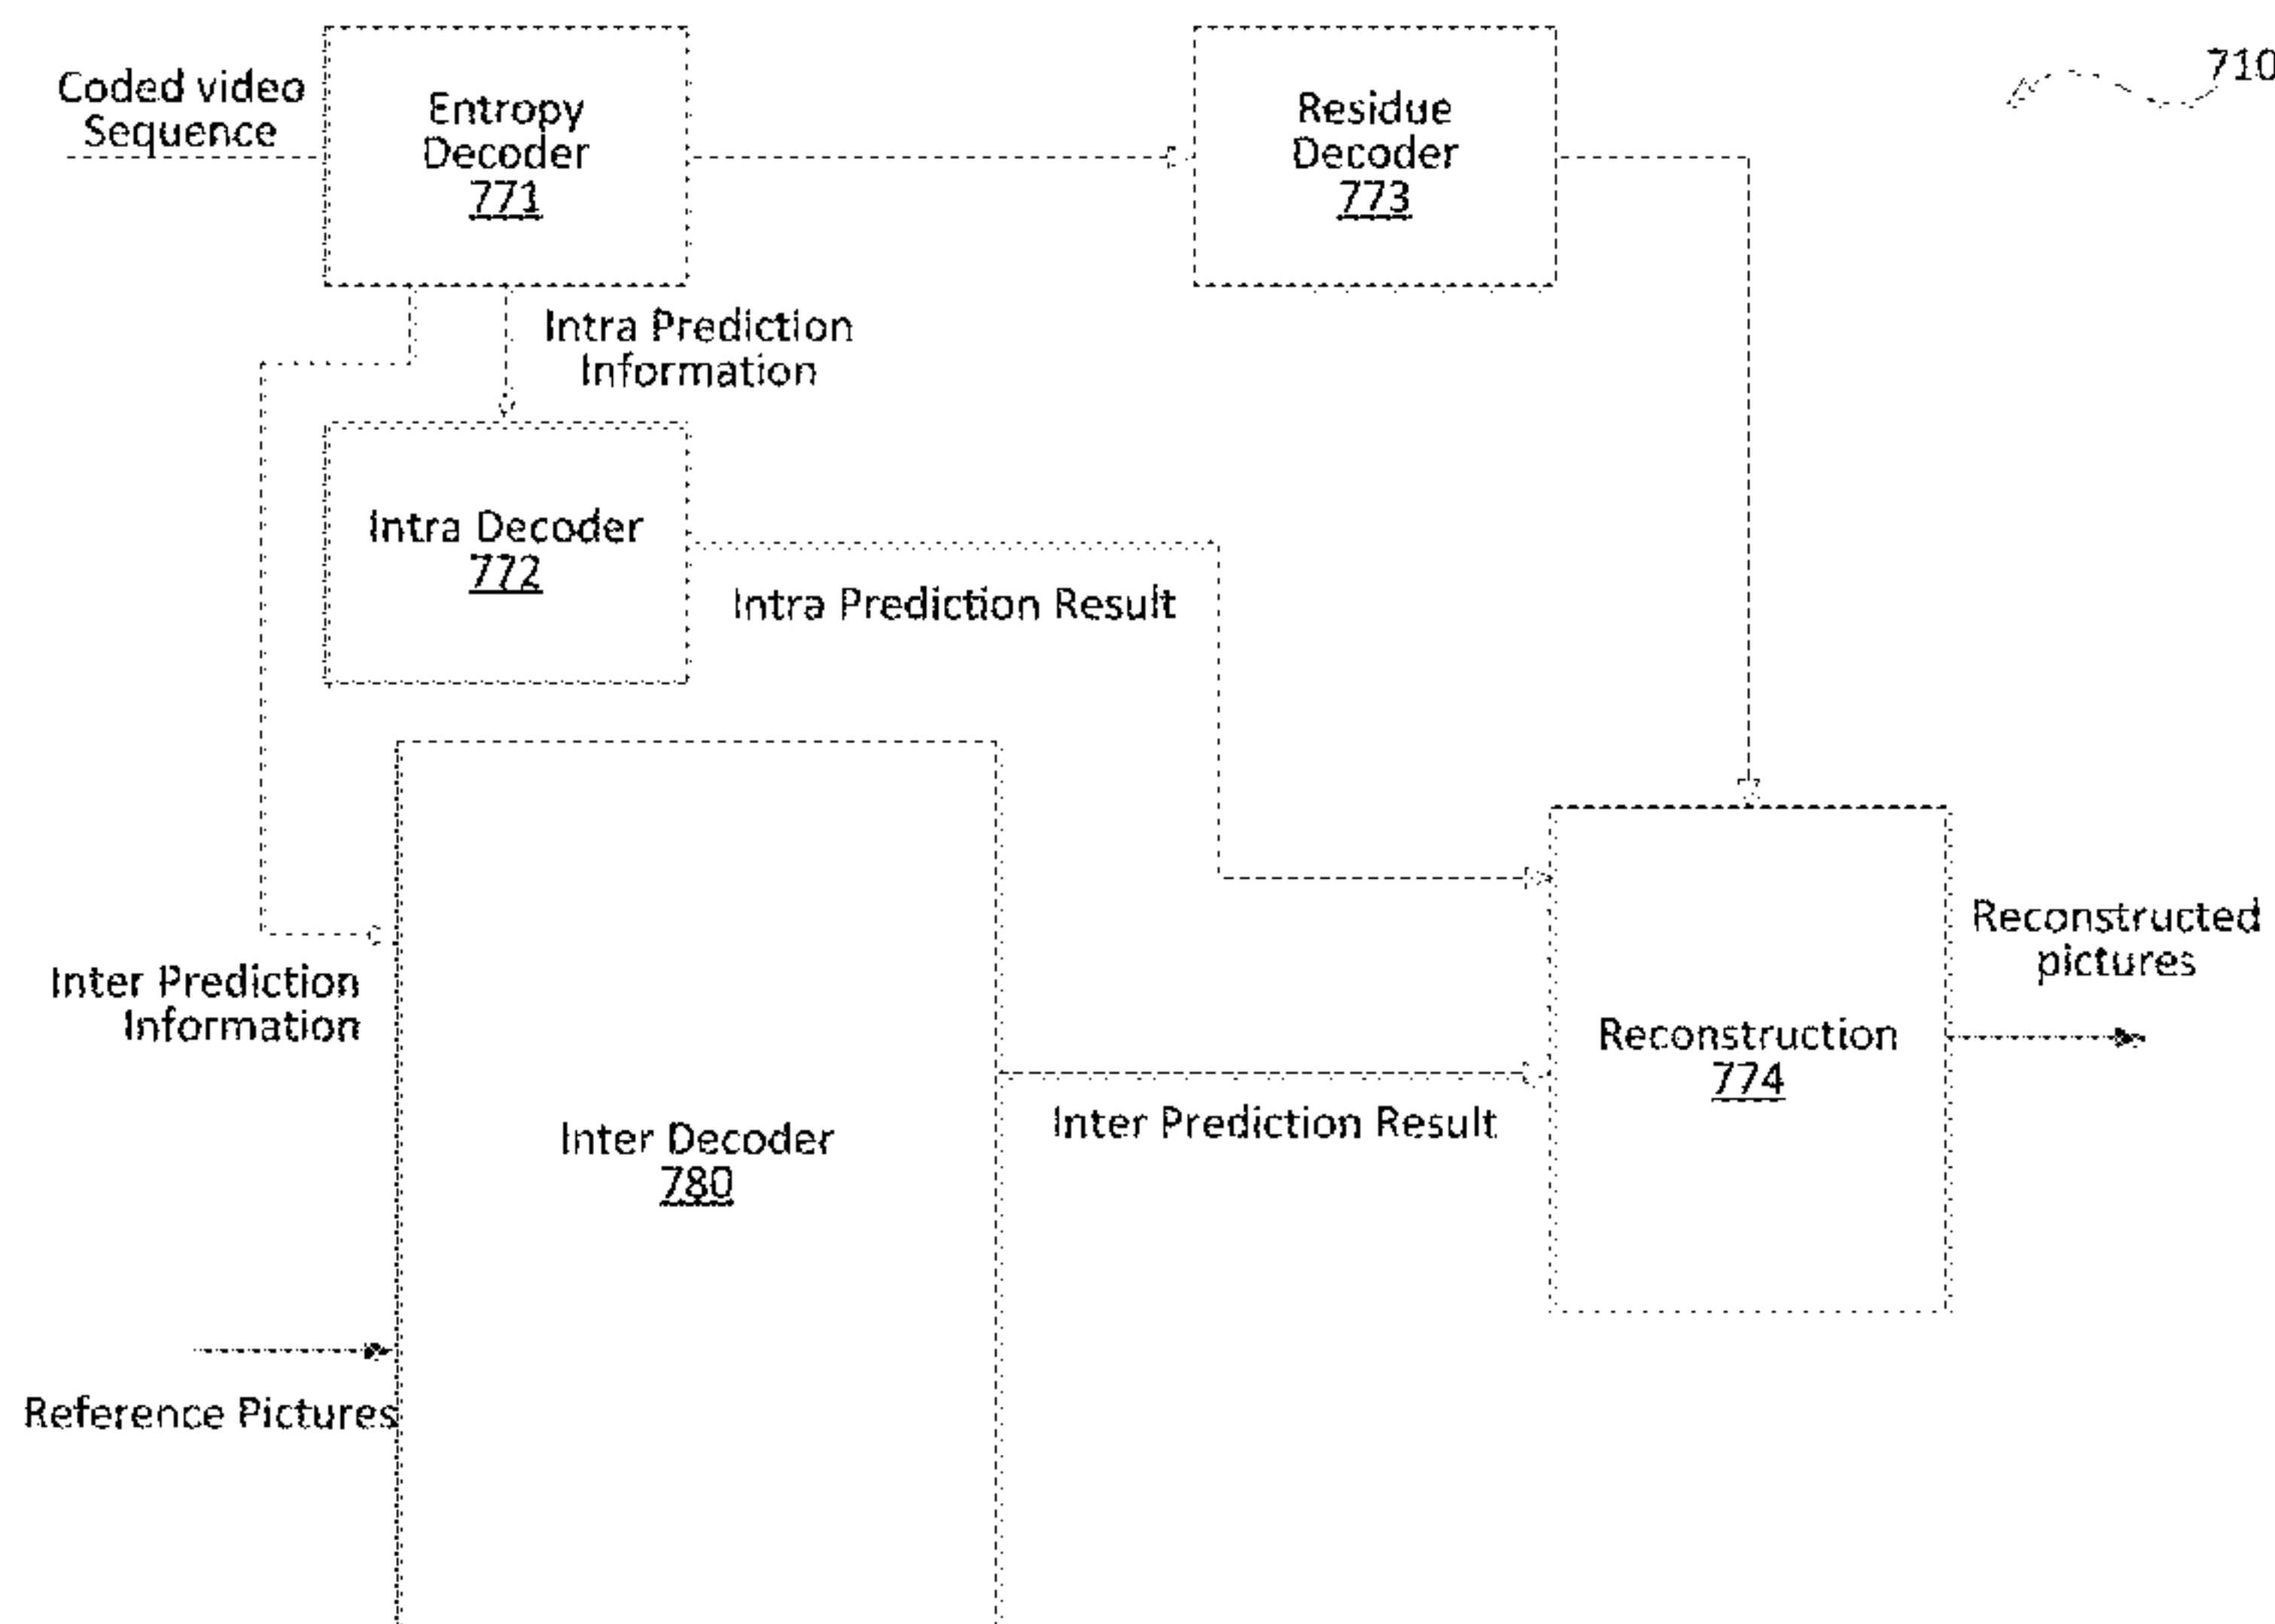 710
Coded video
Sequence
Entropy
Decoder
771
Residue
Decoder
773
Intra Prediction
Information
Intra Decoder
772
Intra Prediction Result
Reconstructed
pictures
Inter Prediction
Information
Reconstruction
774
Inter Prediction Result
Inter Decoder
780
Reference Pictures